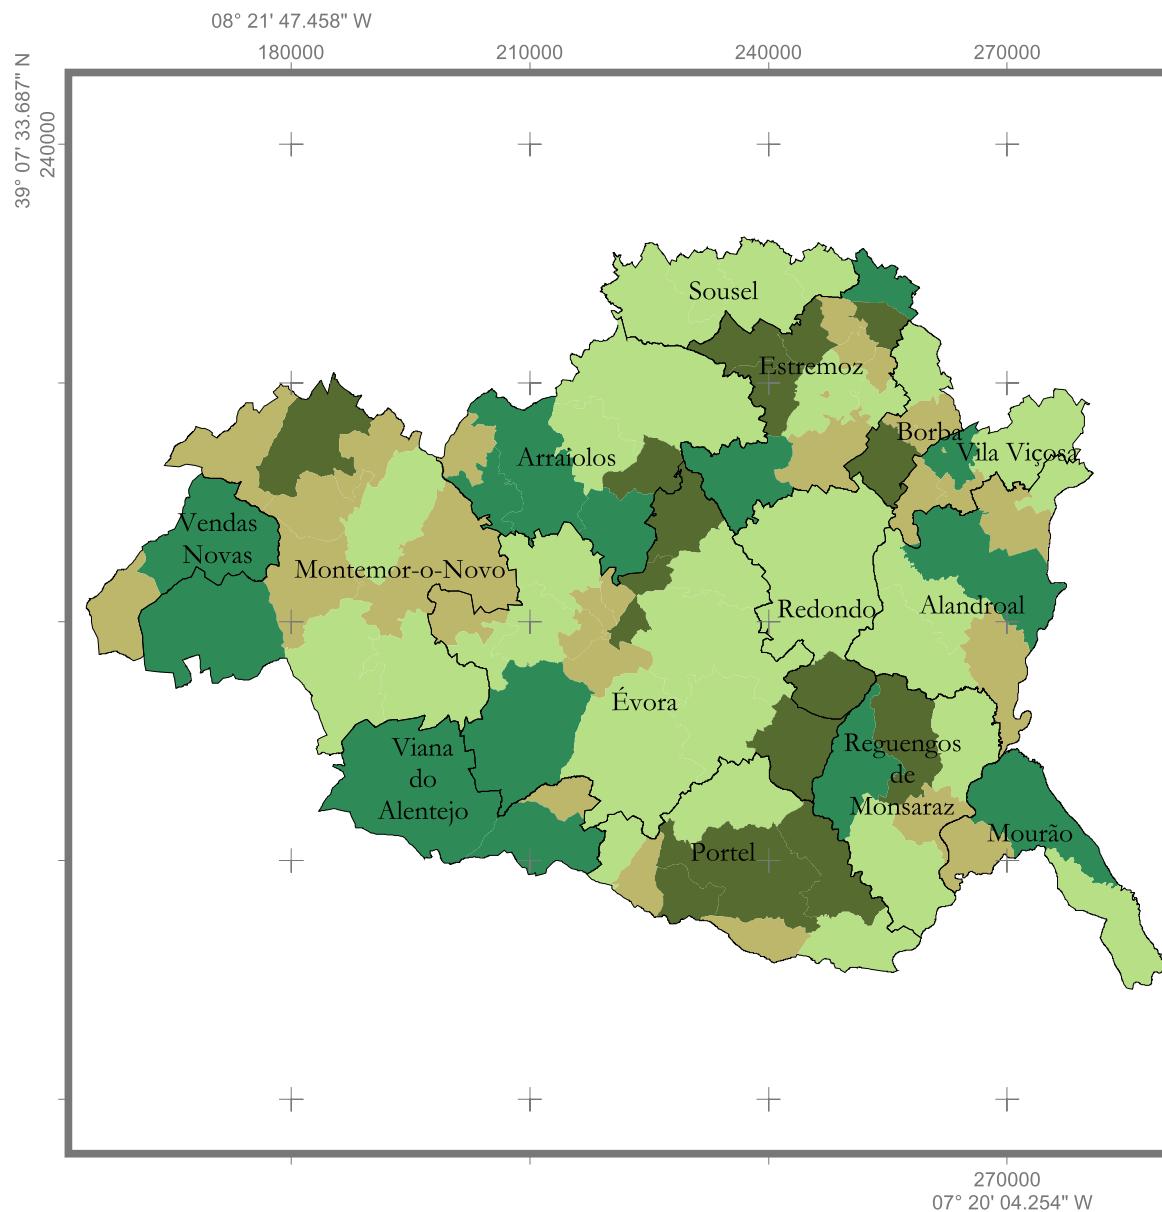 08° 21' 47.458" W
180000
210000
240000
270000
39° 07' 33.687" N
240000
Sousel
Estremoz
Borba
Vila Viçosa
Arraiolos
Vendas
Novas
Montemor-o-Novo
Redondo
Alandroal
Évora
Viana
do
Alentejo
Reguengos
de
Monsaraz
Mourão
Portel
270000
07° 20' 04.254" W